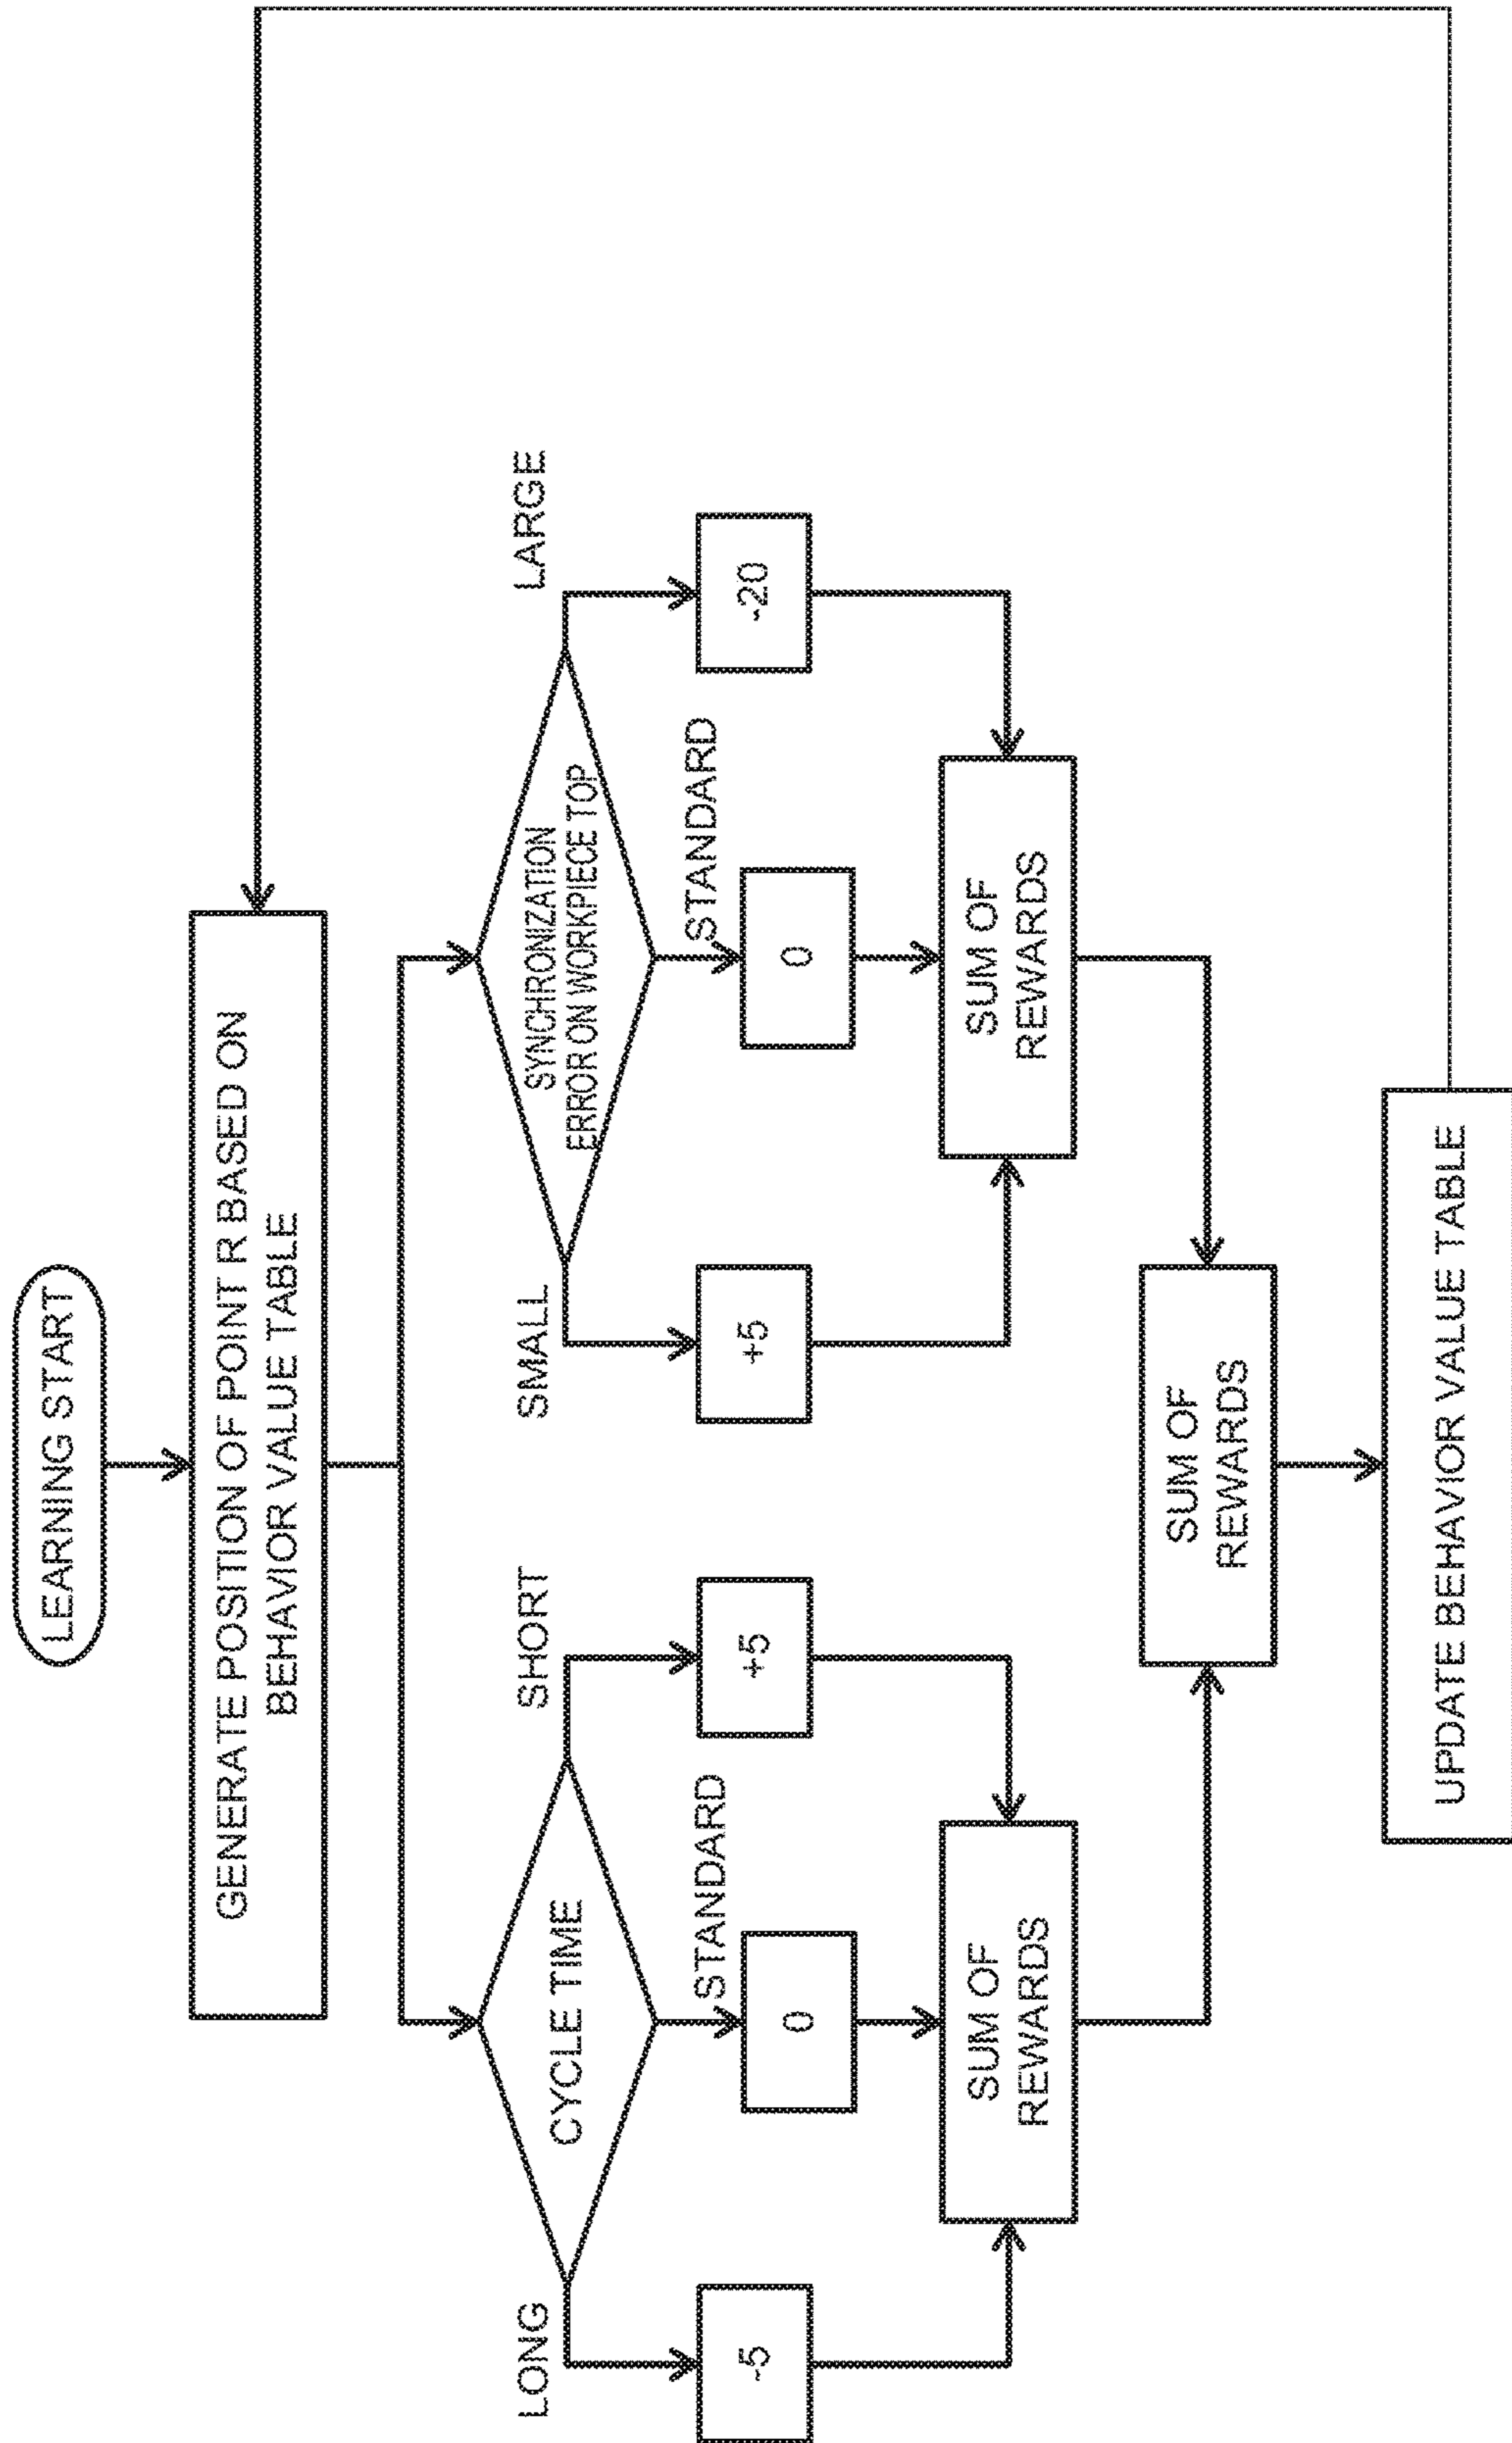 LEARNING START
GENERATE POSITION OF POINT R BASED ON
BEHAVIOR VALUE TABLE
CYCLE TIME
LONG
STANDARD
SHORT
-5
0
+5
SUM OF
REWARDS
SYNCHRONIZATION
ERROR ON WORKPIECE TOP
SMALL
STANDARD
LARGE
+5
0
-20
SUM OF
REWARDS
SUM OF
REWARDS
UPDATE BEHAVIOR VALUE TABLE